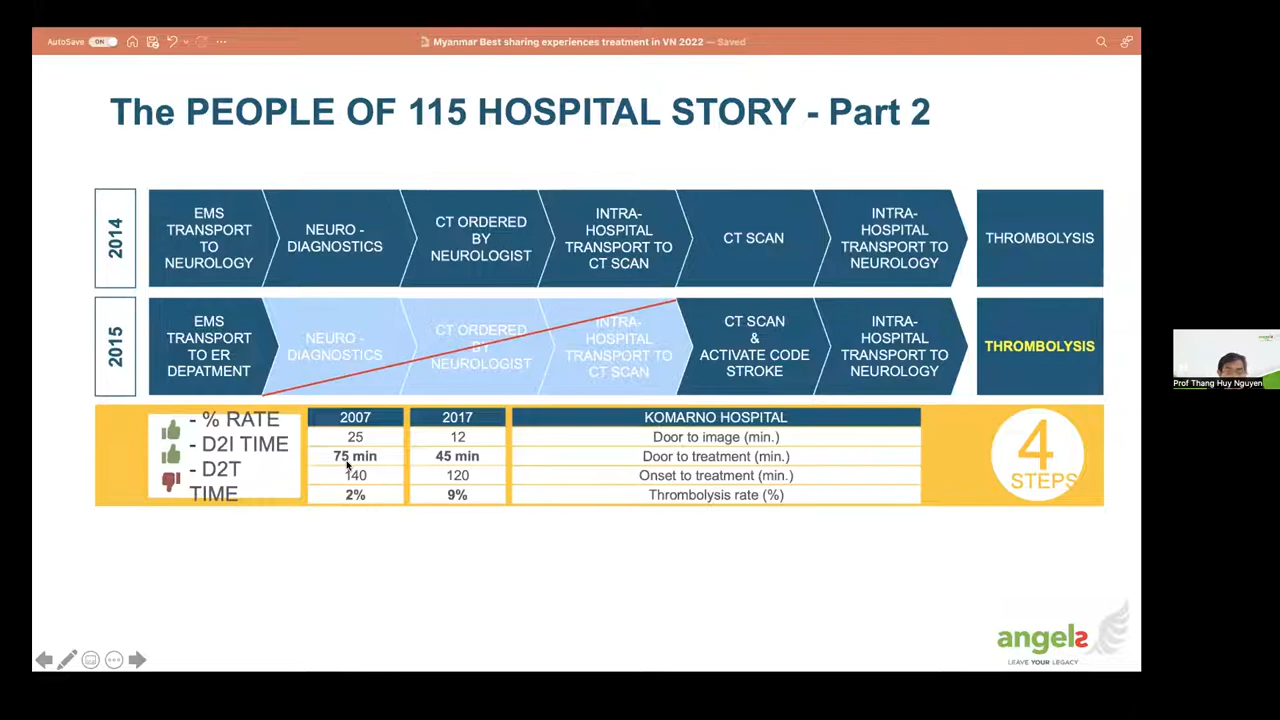 AutoSave ON
Myanmar Best sharing experiences treatment in VN 2022 — Saved
The PEOPLE OF 115 HOSPITAL STORY - Part 2
2014
EMS
TRANSPORT
TO
NEUROLOGY
NEURO -
DIAGNOSTICS
CT ORDERED
BY
NEUROLOGIST
INTRA-
HOSPITAL
TRANSPORT TO
CT SCAN
CT SCAN
INTRA-
HOSPITAL
TRANSPORT TO
NEUROLOGY
THROMBOLYSIS
2015
EMS
TRANSPORT
TO ER
DEPATMENT
NEURO -
DIAGNOSTICS
CT ORDERED
BY
NEUROLOGIST
INTRA-
HOSPITAL
TRANSPORT TO
CT SCAN
CT SCAN
&
ACTIVATE CODE
STROKE
INTRA-
HOSPITAL
TRANSPORT TO
NEUROLOGY
THROMBOLYSIS
- % RATE
- D2I TIME
- D2T
TIME
2007 2017 KOMARNO HOSPITAL
25 12 Door to image (min.)
75 min 45 min Door to treatment (min.)
140 120 Onset to treatment (min.)
2% 9% Thrombolysis rate (%)
4
STEPS
angels
LEAVE YOUR LEGACY
Prof Thang Huy Nguyen